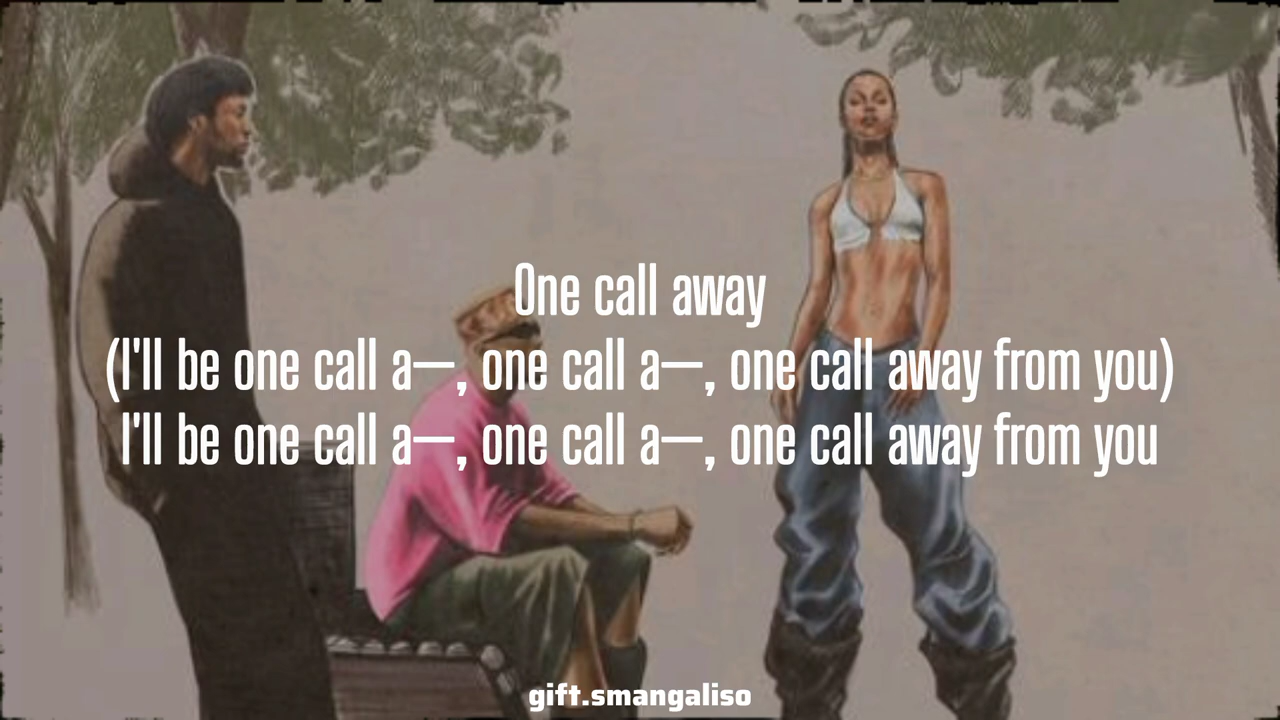 One call away
(I'll be one call a—, one call a—, one call away from you)
I'll be one call a—, one call a—, one call away from you
gift.smangaliso